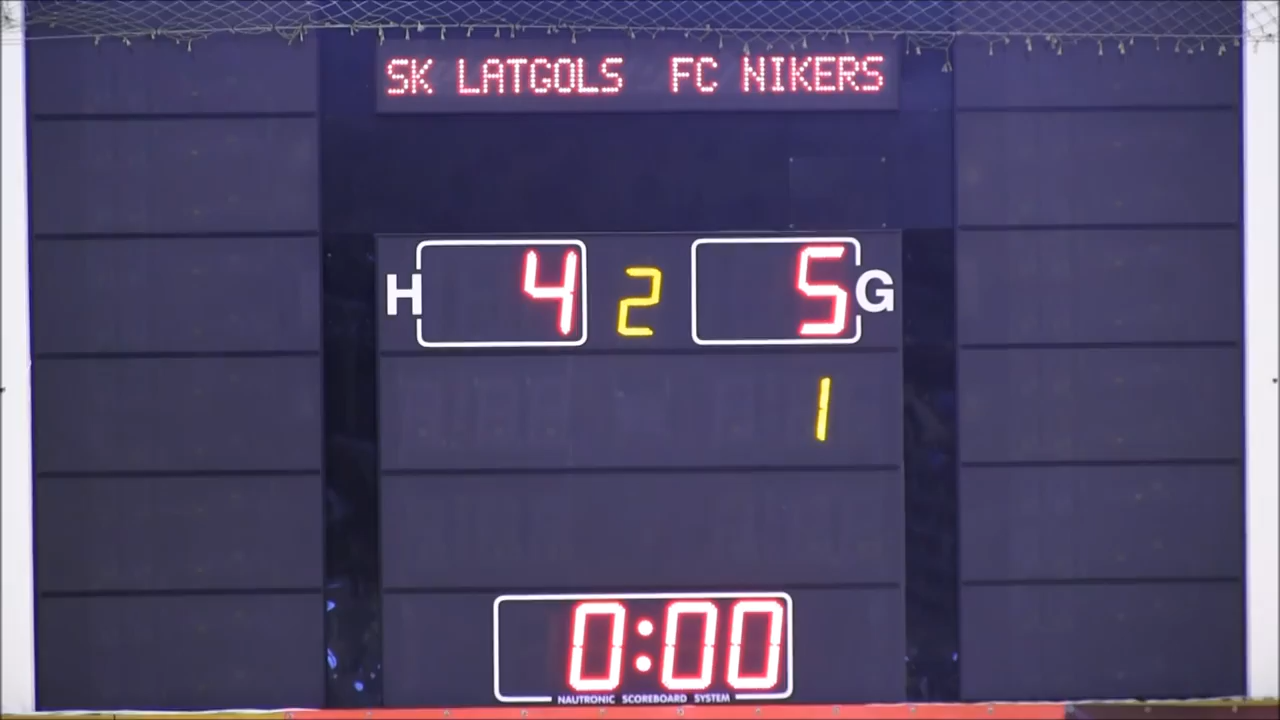 SK LATGOLS FC NIKERS
H 4 2 5 G
1
0:00
NAUTRONIC SCOREBOARD SYSTEM